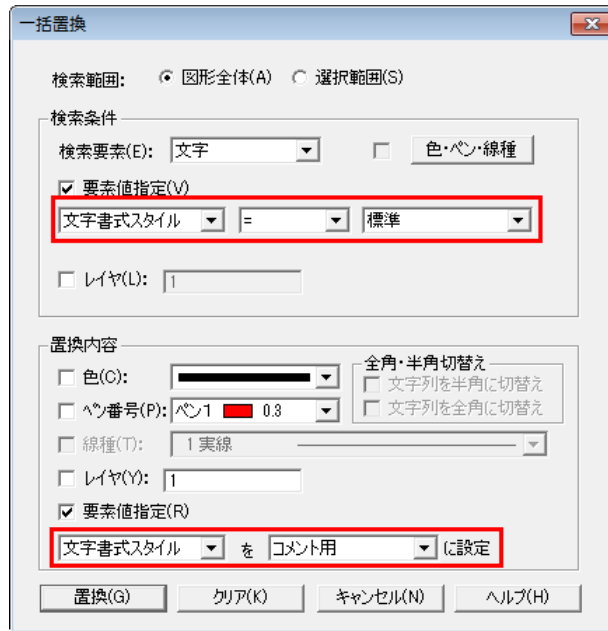 一括置換
検索範囲: 図形全体(A) 選択範囲(S)
検索条件
検索要素(E): 文字 色・ペン・線種
要素値指定(V)
文字書式スタイル = 標準
レイヤ(L): 1
置換内容
色(C):
全角・半角切替え
文字列を半角に切替え
ペン番号(P): ペン1 0.3
文字列を全角に切替え
線種(T): 1 実線
レイヤ(Y): 1
要素値指定(R)
文字書式スタイル を コメント用 に設定
置換(G) クリア(K) キャンセル(N) ヘルプ(H)